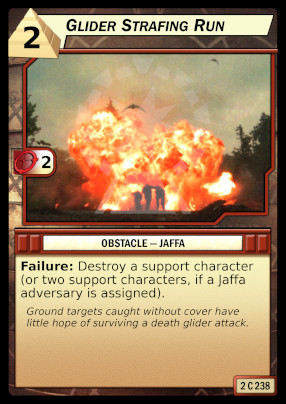 2
GLIDER STRAFING RUN
2
OBSTACLE – JAFFA
Failure: Destroy a support character
(or two support characters, if a Jaffa
adversary is assigned).
Ground targets caught without cover have
little hope of surviving a death glider attack.
2 C 238